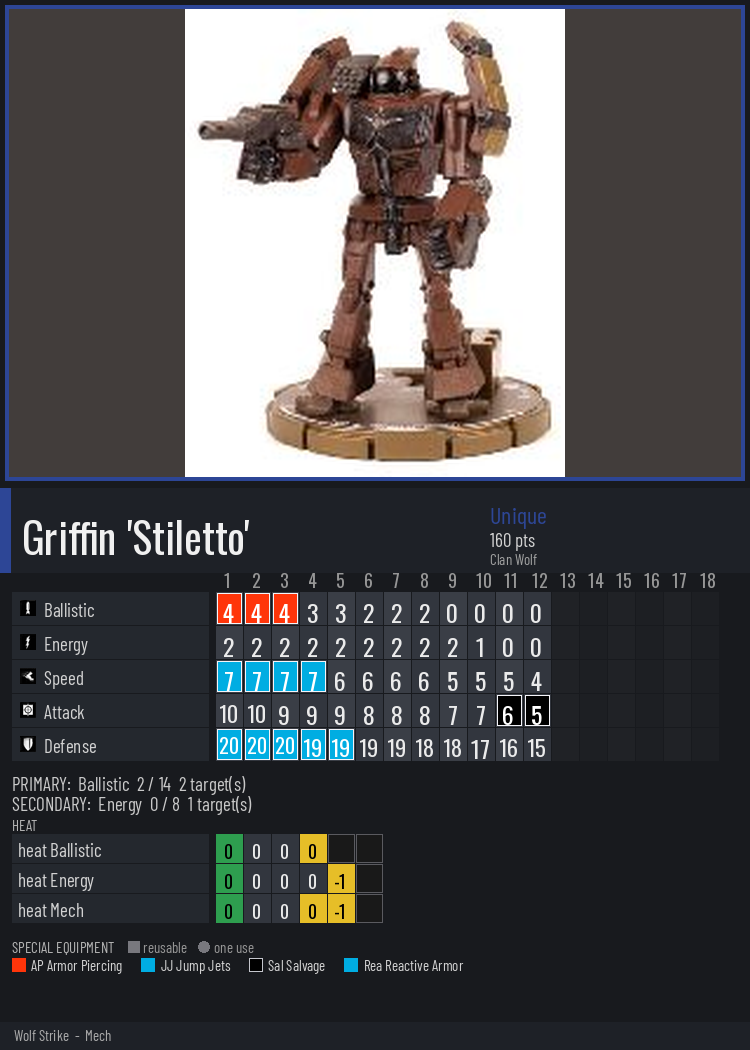 Griffin 'Stiletto'
Unique
160 pts
Clan Wolf
1 2 3 4 5 6 7 8 9 10 11 12 13 14 15 16 17 18
Ballistic 4 4 4 3 3 2 2 2 0 0 0 0
Energy 2 2 2 2 2 2 2 2 2 1 0 0
Speed 7 7 7 7 6 6 6 6 5 5 5 4
Attack 10 10 9 9 9 8 8 8 7 7 6 5
Defense 20 20 20 19 19 19 19 18 18 17 16 15
PRIMARY: Ballistic 2 / 14 2 target(s)
SECONDARY: Energy 0 / 8 1 target(s)
HEAT
heat Ballistic 0 0 0 0
heat Energy 0 0 0 0 -1
heat Mech 0 0 0 0 -1
SPECIAL EQUIPMENT reusable one use
AP Armor Piercing JJ Jump Jets Sal Salvage Rea Reactive Armor
Wolf Strike - Mech